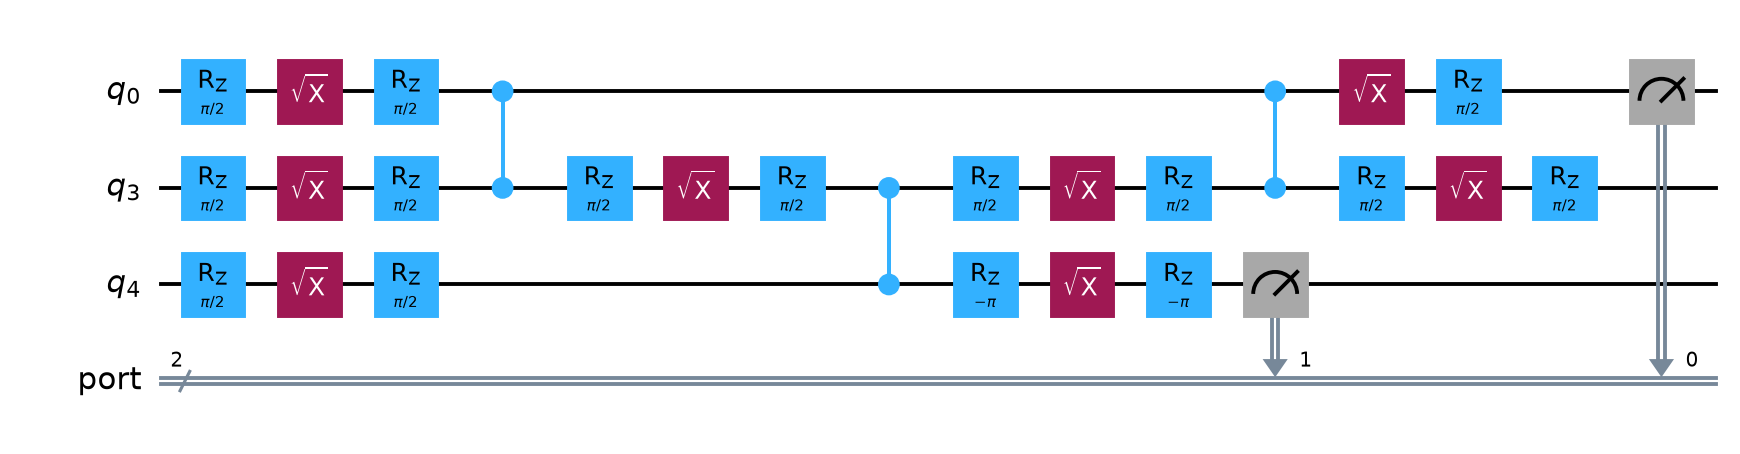 q0 RZ π/2 √X RZ π/2 √X RZ π/2
q3 RZ π/2 √X RZ π/2 RZ π/2 √X RZ π/2 RZ π/2 √X RZ π/2 RZ π/2 √X RZ π/2
q4 RZ π/2 √X RZ π/2 RZ −π √X RZ −π
port 2 1 0